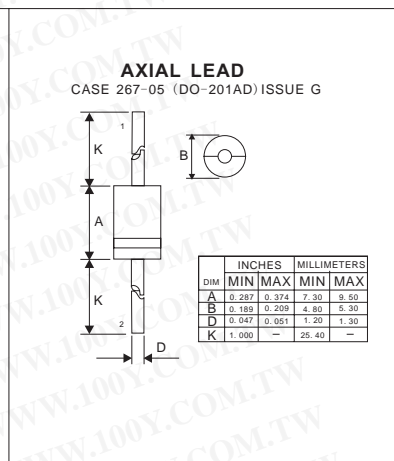 AXIAL LEAD
CASE 267-05 (DO-201AD) ISSUE G
1
K
B
A
K
2
D
INCHES MILLIMETERS
DIM MIN MAX MIN MAX
A 0.287 0.374 7.30 9.50
B 0.189 0.209 4.80 5.30
D 0.047 0.051 1.20 1.30
K 1.000 – 25.40 –
WWW.100Y.COM.TW